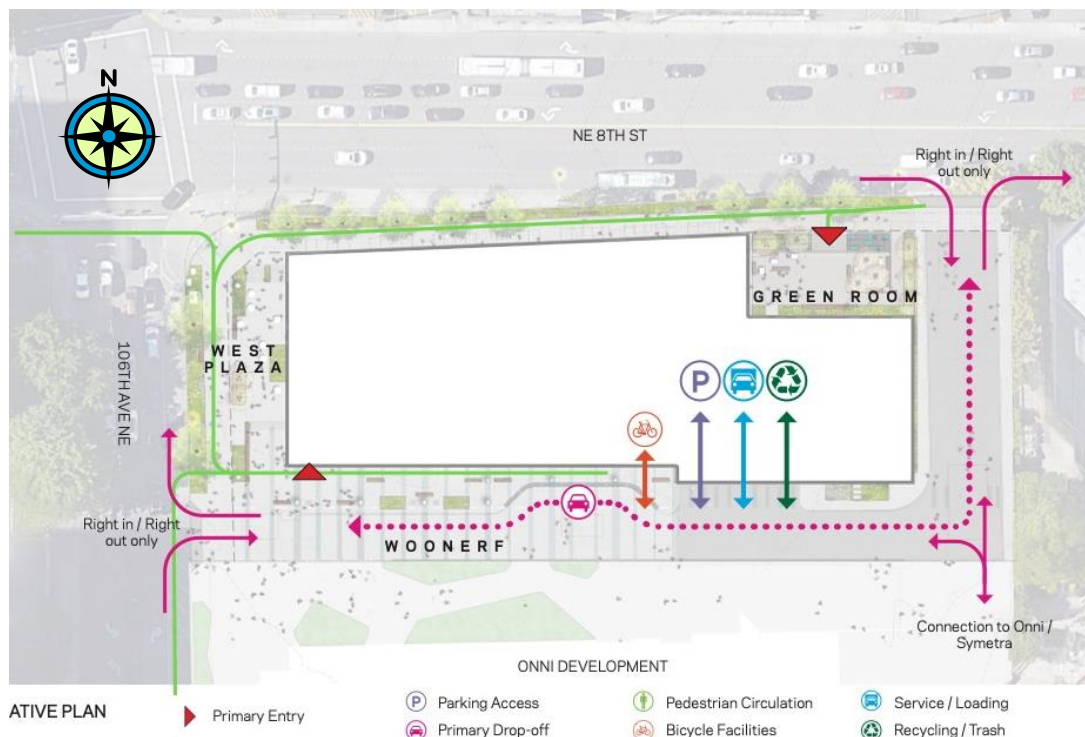 N
NE 8TH ST
Right in / Right
out only
GREEN ROOM
WEST
PLAZA
106TH AVE NE
P
Right in / Right
out only
WOONERF
Connection to Onni /
Symetra
ONNI DEVELOPMENT
ATIVE PLAN
Primary Entry
P Parking Access
Primary Drop-off
Pedestrian Circulation
Bicycle Facilities
Service / Loading
Recycling / Trash